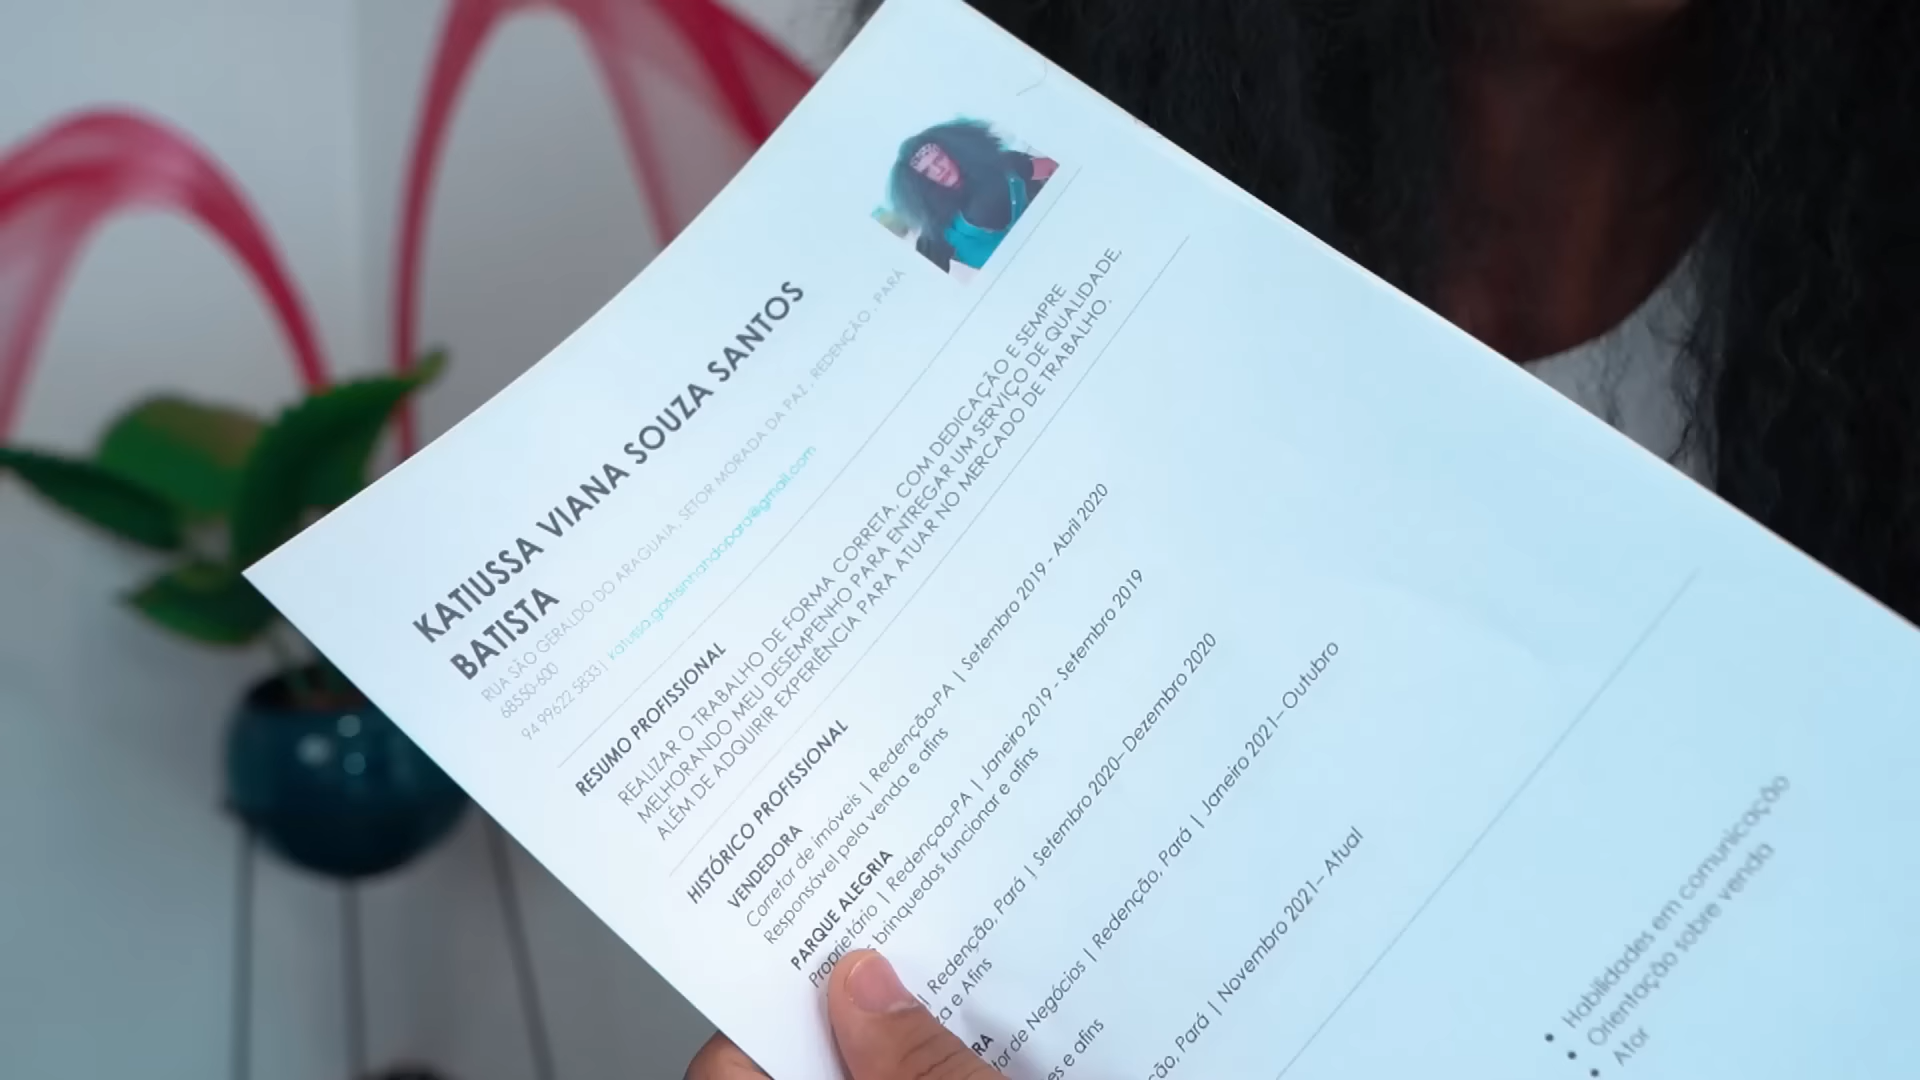 KATIUSSA VIANA SOUZA SANTOS
BATISTA
RUA SÃO GERALDO DO ARAGUAIA, SETOR MORADA DA PAZ , REDENÇÃO , PARÁ
68550-600
94 99622 5833 |
RESUMO PROFISSIONAL
REALIZAR O TRABALHO DE FORMA CORRETA, COM DEDICAÇÃO E SEMPRE
MELHORANDO MEU DESEMPENHO PARA ENTREGAR UM SERVIÇO DE QUALIDADE,
ALÉM DE ADQUIRIR EXPERIÊNCIA PARA ATUAR NO MERCADO DE TRABALHO.
HISTÓRICO PROFISSIONAL
VENDEDORA
Corretor de imóveis | Redenção-PA | Setembro 2019 - Abril 2020
Responsável pela venda e afins
PARQUE ALEGRIA
Proprietário | Redençao-PA | Janeiro 2019 - Setembro 2019
brinquedos funcionar e afins
| Redenção, Pará | Setembro 2020– Dezembro 2020
e Afins
de Negócios | Redenção, Pará | Janeiro 2021– Outubro
e afins
Pará | Novembro 2021– Atual
• Habilidades em comunicação
• Orientação sobre venda
• Ator